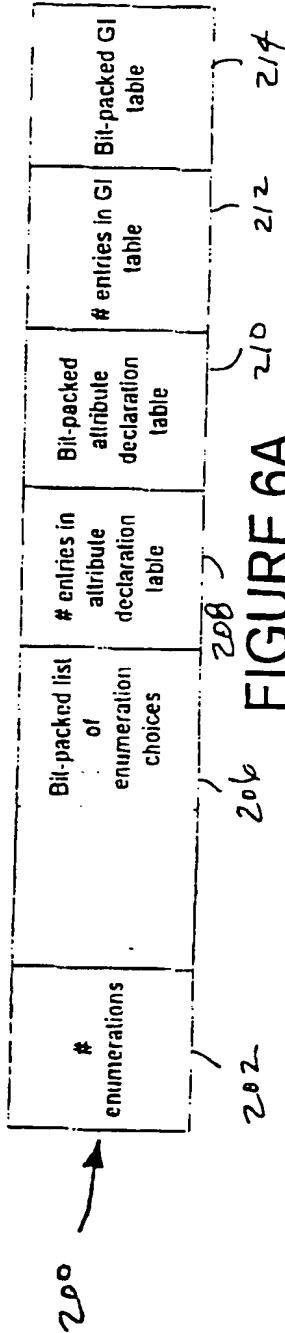 200
#
enumerations
Bit-packed list
of
enumeration
choices
# entries in
attribute
declaration
table
Bit-packed
attribute
declaration
table
# entries in GI
table
Bit-packed GI
table
202
206
208
210
212
214
FIGURE 6A